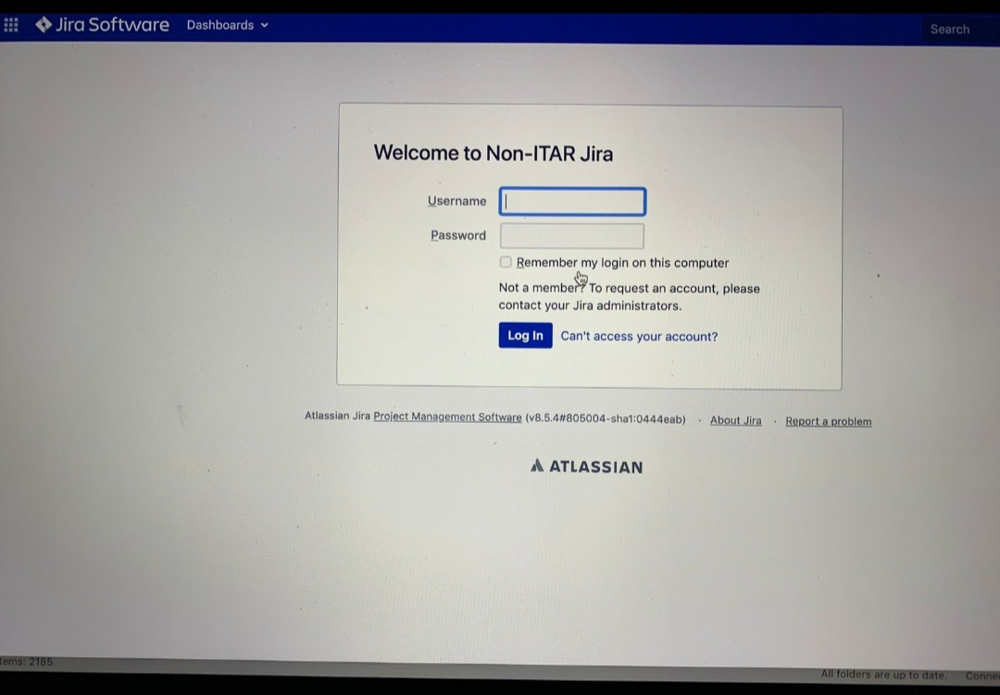 Jira Software Dashboards Search
Welcome to Non-ITAR Jira
Username
Password
Remember my login on this computer
Not a member? To request an account, please
contact your Jira administrators.
Log In Can't access your account?
Atlassian Jira Project Management Software (v8.5.4#805004-sha1:0444eab) · About Jira · Report a problem
ATLASSIAN
tems: 2185 All folders are up to date. Connec